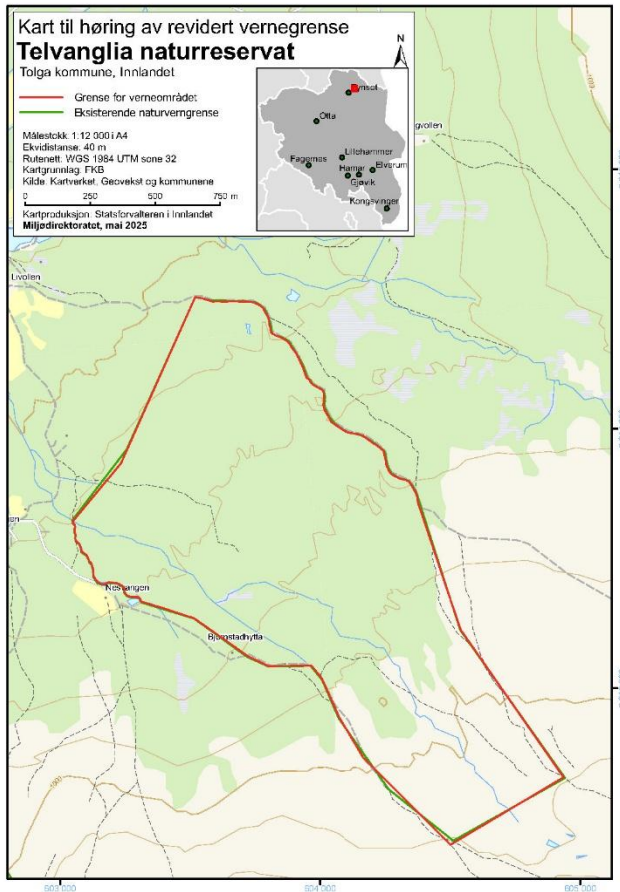 Kart til høring av revidert vernegrense
Telvanglia naturreservat
Tolga kommune, Innlandet
Grense for verneområdet
Eksisterende naturverngrense
Målestokk: 1:12 000 i A4
Ekvidistanse: 40 m
Rutenett: WGS 1984 UTM sone 32
Kartgrunnlag: FKB
Kilde: Kartverket, Geovekst og kommunene
0 250 500 750 m
Kartproduksjon: Statsforvalteren i Innlandet
Miljødirektoratet, mai 2025
N
Otta
Lillehammer
Fagernes
Hamar
Elverum
Gjøvik
Kongsvinger
Livollen
Bjørnstadhytta
603 000
604 000
605 000